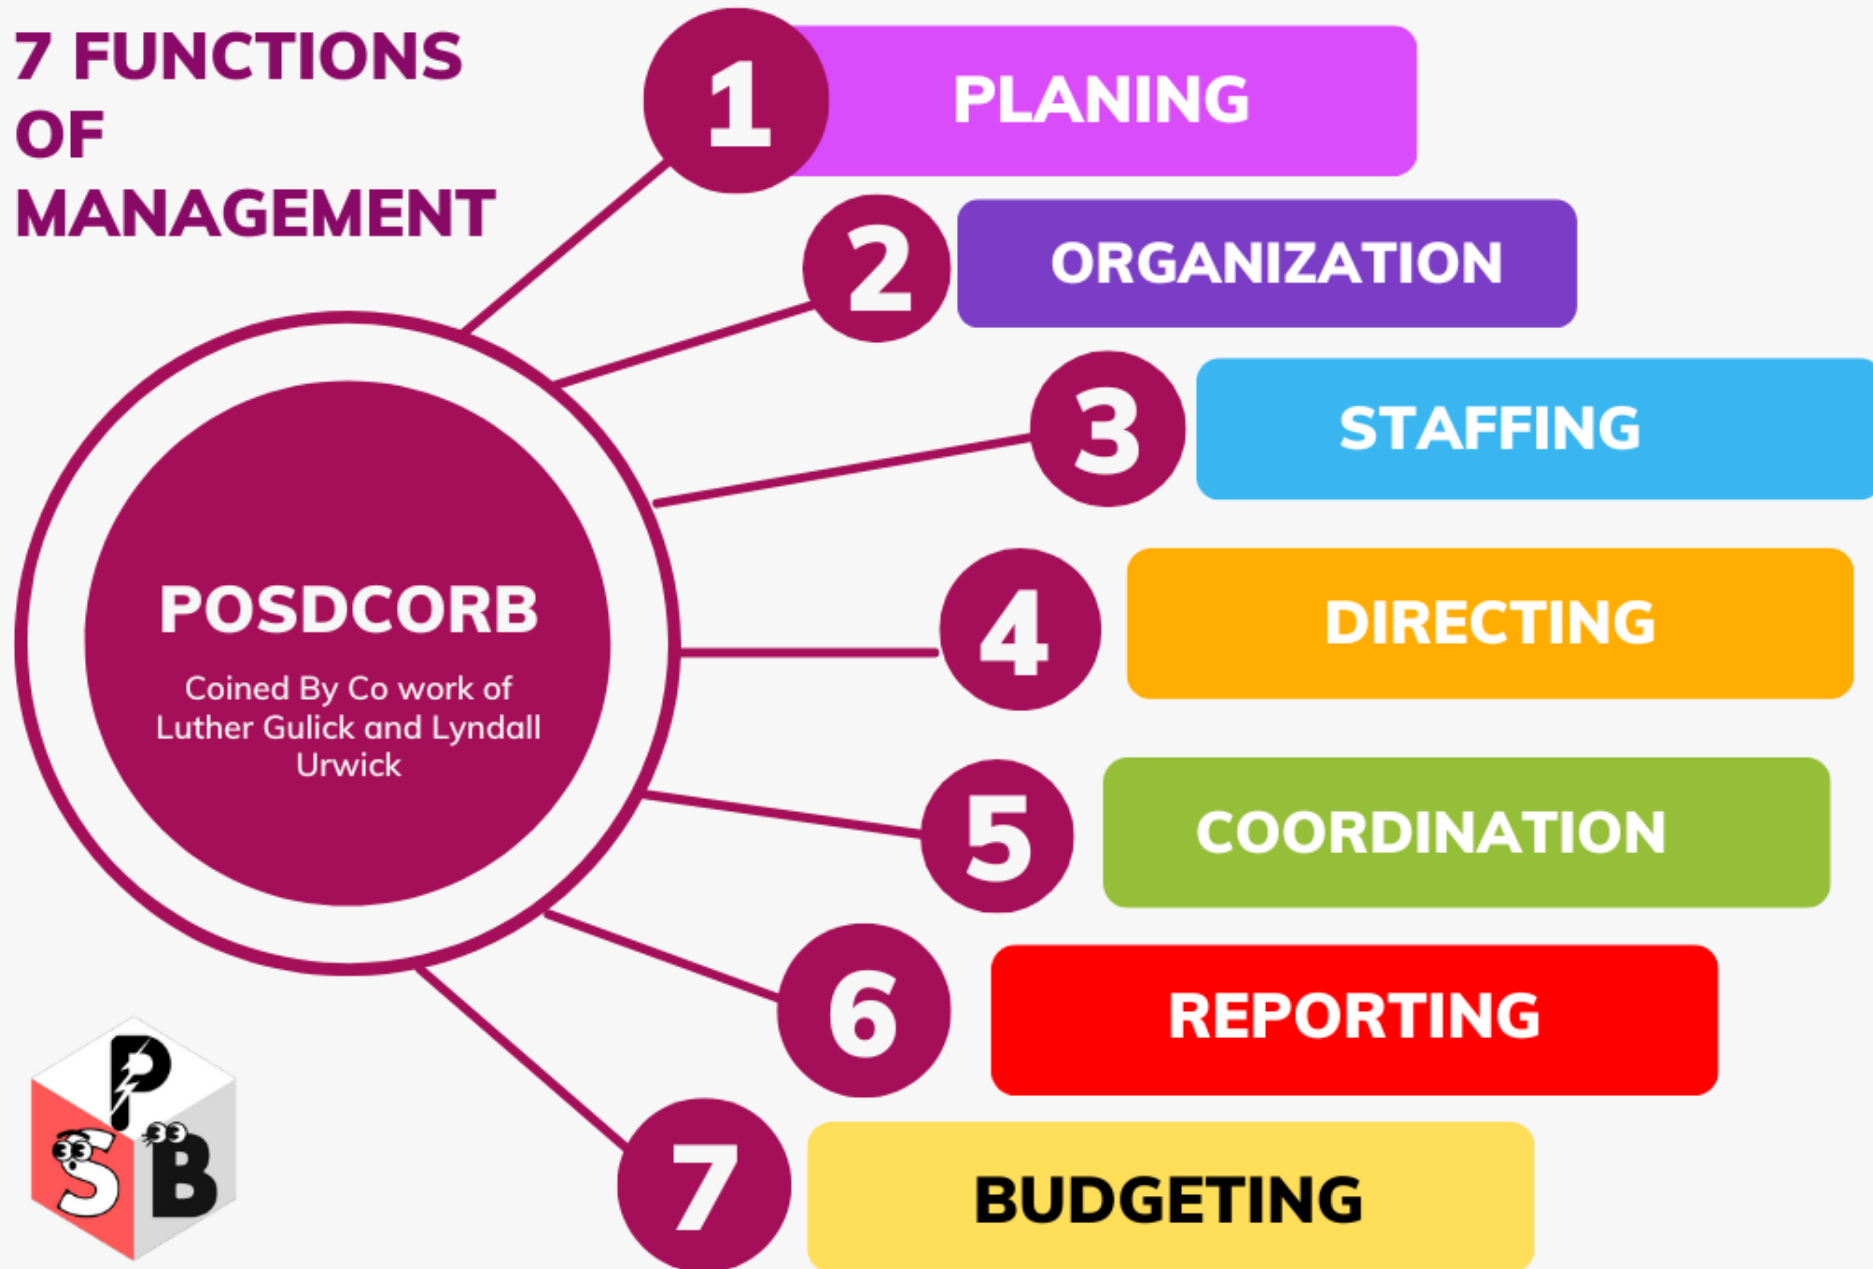 7 FUNCTIONS
OF
MANAGEMENT
1
PLANING
2
ORGANIZATION
3
STAFFING
4
DIRECTING
POSDCORB
Coined By Co work of
Luther Gulick and Lyndall
Urwick
5
COORDINATION
6
REPORTING
7
BUDGETING
P
S
B